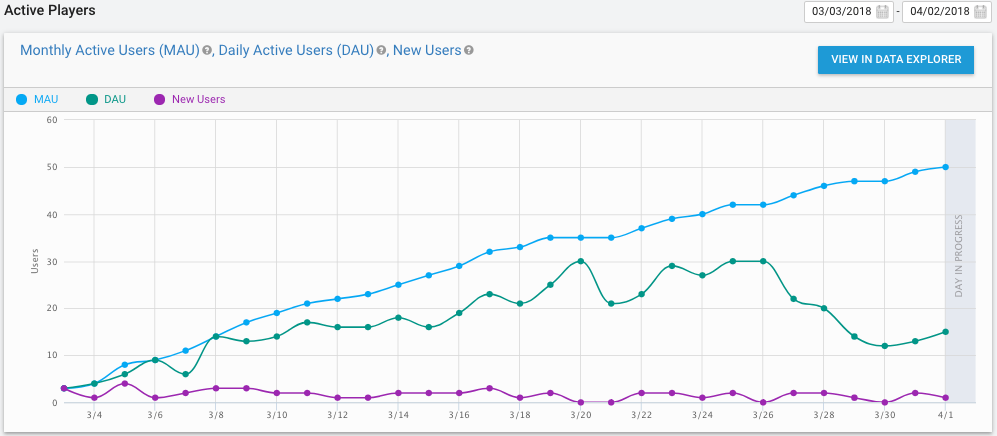 Active Players
03/03/2018 - 04/02/2018
Monthly Active Users (MAU)?, Daily Active Users (DAU)?, New Users?
VIEW IN DATA EXPLORER
MAU DAU New Users
60
50
40
30
20
10
0
Users
DAY IN PROGRESS
3/4 3/6 3/8 3/10 3/12 3/14 3/16 3/18 3/20 3/22 3/24 3/26 3/28 3/30 4/1